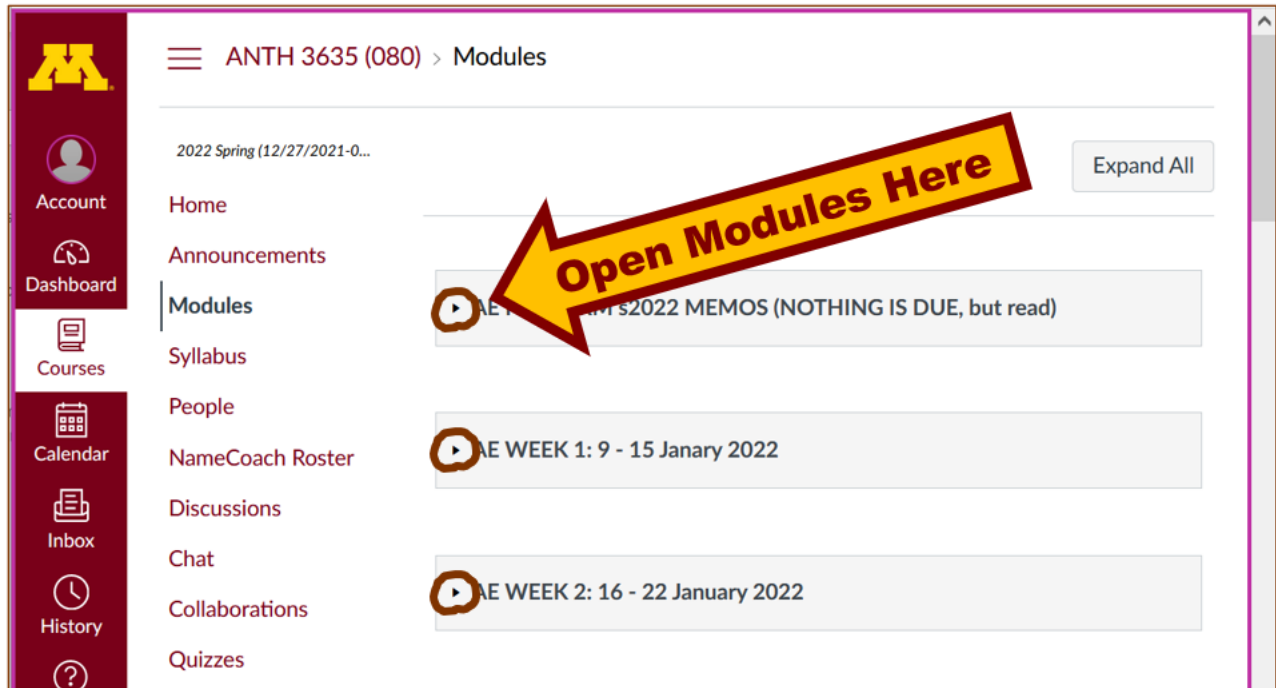 M
ANTH 3635 (080) > Modules
2022 Spring (12/27/2021-0...
Expand All
Open Modules Here
Account
Dashboard
Courses
Calendar
Inbox
History
Home
Announcements
Modules
Syllabus
People
NameCoach Roster
Discussions
Chat
Collaborations
Quizzes
s2022 MEMOS (NOTHING IS DUE, but read)
AE WEEK 1: 9 - 15 Janary 2022
AE WEEK 2: 16 - 22 January 2022